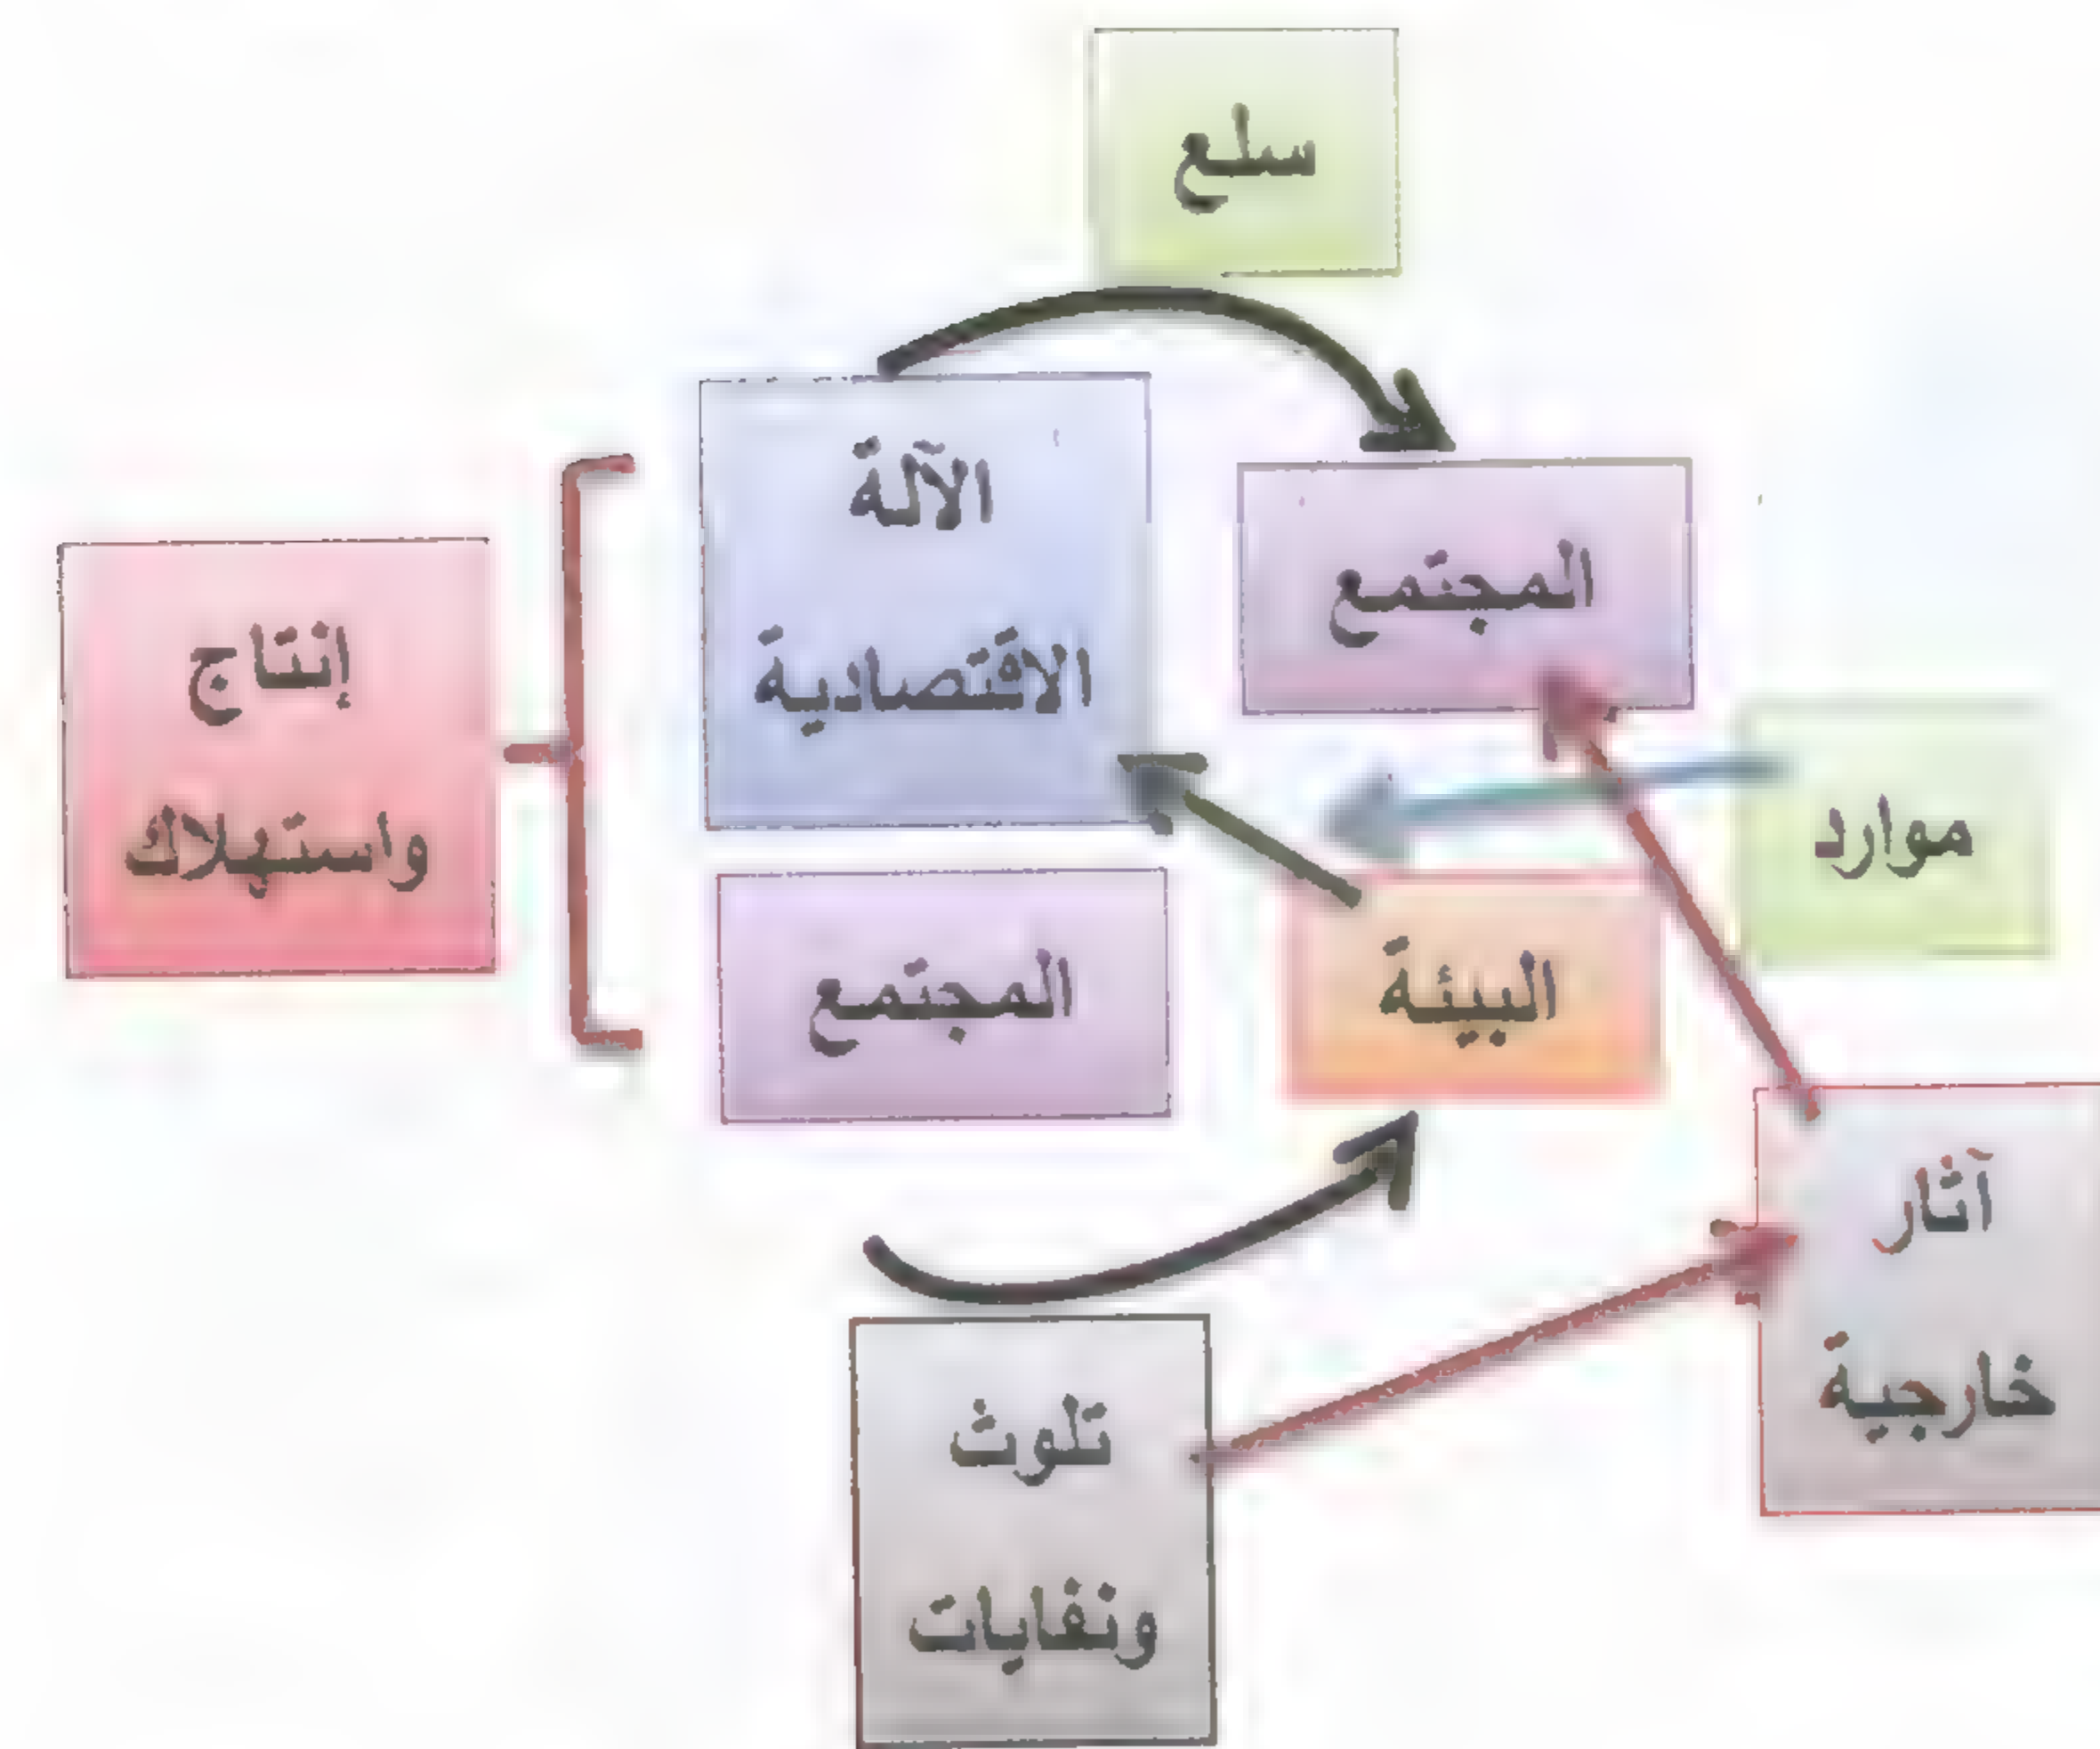 سلع
الآلة
الاقتصادية
المجتمع
إنتاج
واستهلاك
موارد
المجتمع
البيئة
آثار
خارجية
تلوث
ونفايات